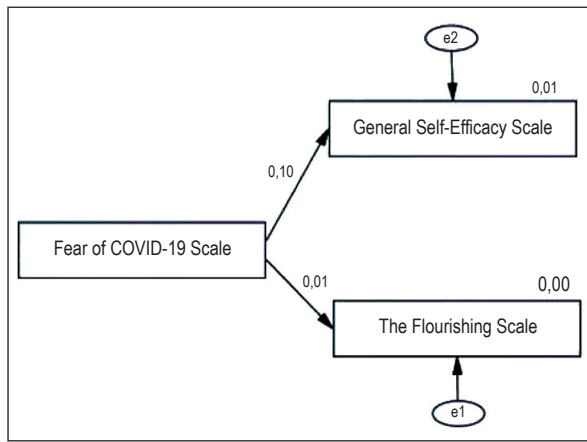 e2
0,01
General Self-Efficacy Scale
0,10
Fear of COVID-19 Scale
0,01
0,00
The Flourishing Scale
e1